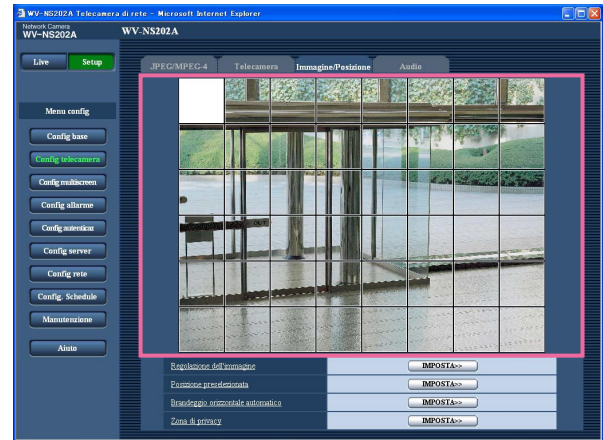 WV-NS202A Telecamera di rete - Microsoft Internet Explorer
Network Camera
WV-NS202A
WV-NS202A
Live
Setup
JPEG/MPEG-4
Telecamera
Immagine/Posizione
Audio
Menu config
Config base
Config telecamera
Config multiscreen
Config allarme
Config autenticaz
Config server
Config rete
Config. Schedule
Manutenzione
Aiuto
OUT
Regolazione dell'immagine
IMPOSTA>>
Posizione preselezionata
IMPOSTA>>
Brandeggio orizzontale automatico
IMPOSTA>>
Zona di privacy
IMPOSTA>>